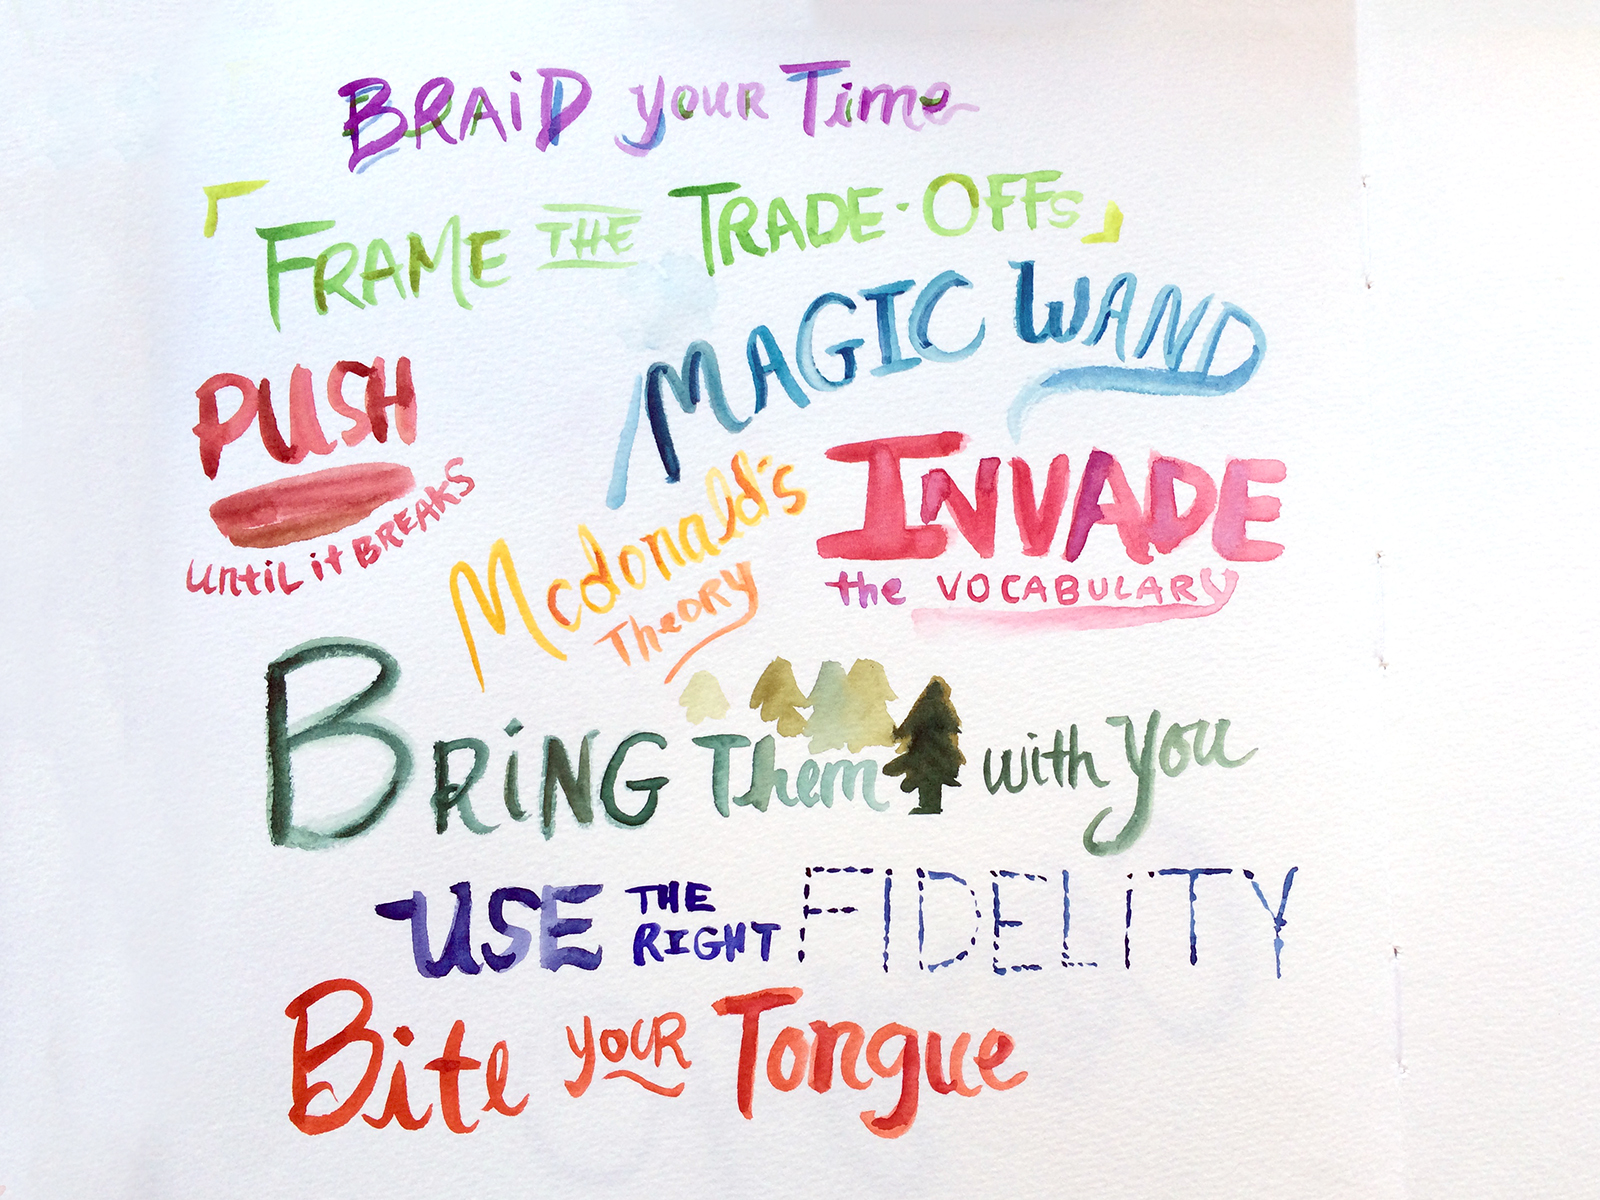 BRAiD your Time
「FRAME THE TRADE-OFFs」
MAGIC WAND
PUSH
until it BREAKS
Mcdonald's
Theory
INVADE
the VOCABULARY
BRiNG Them with you
USE THE RIGHT FIDELITY
Bite your Tongue